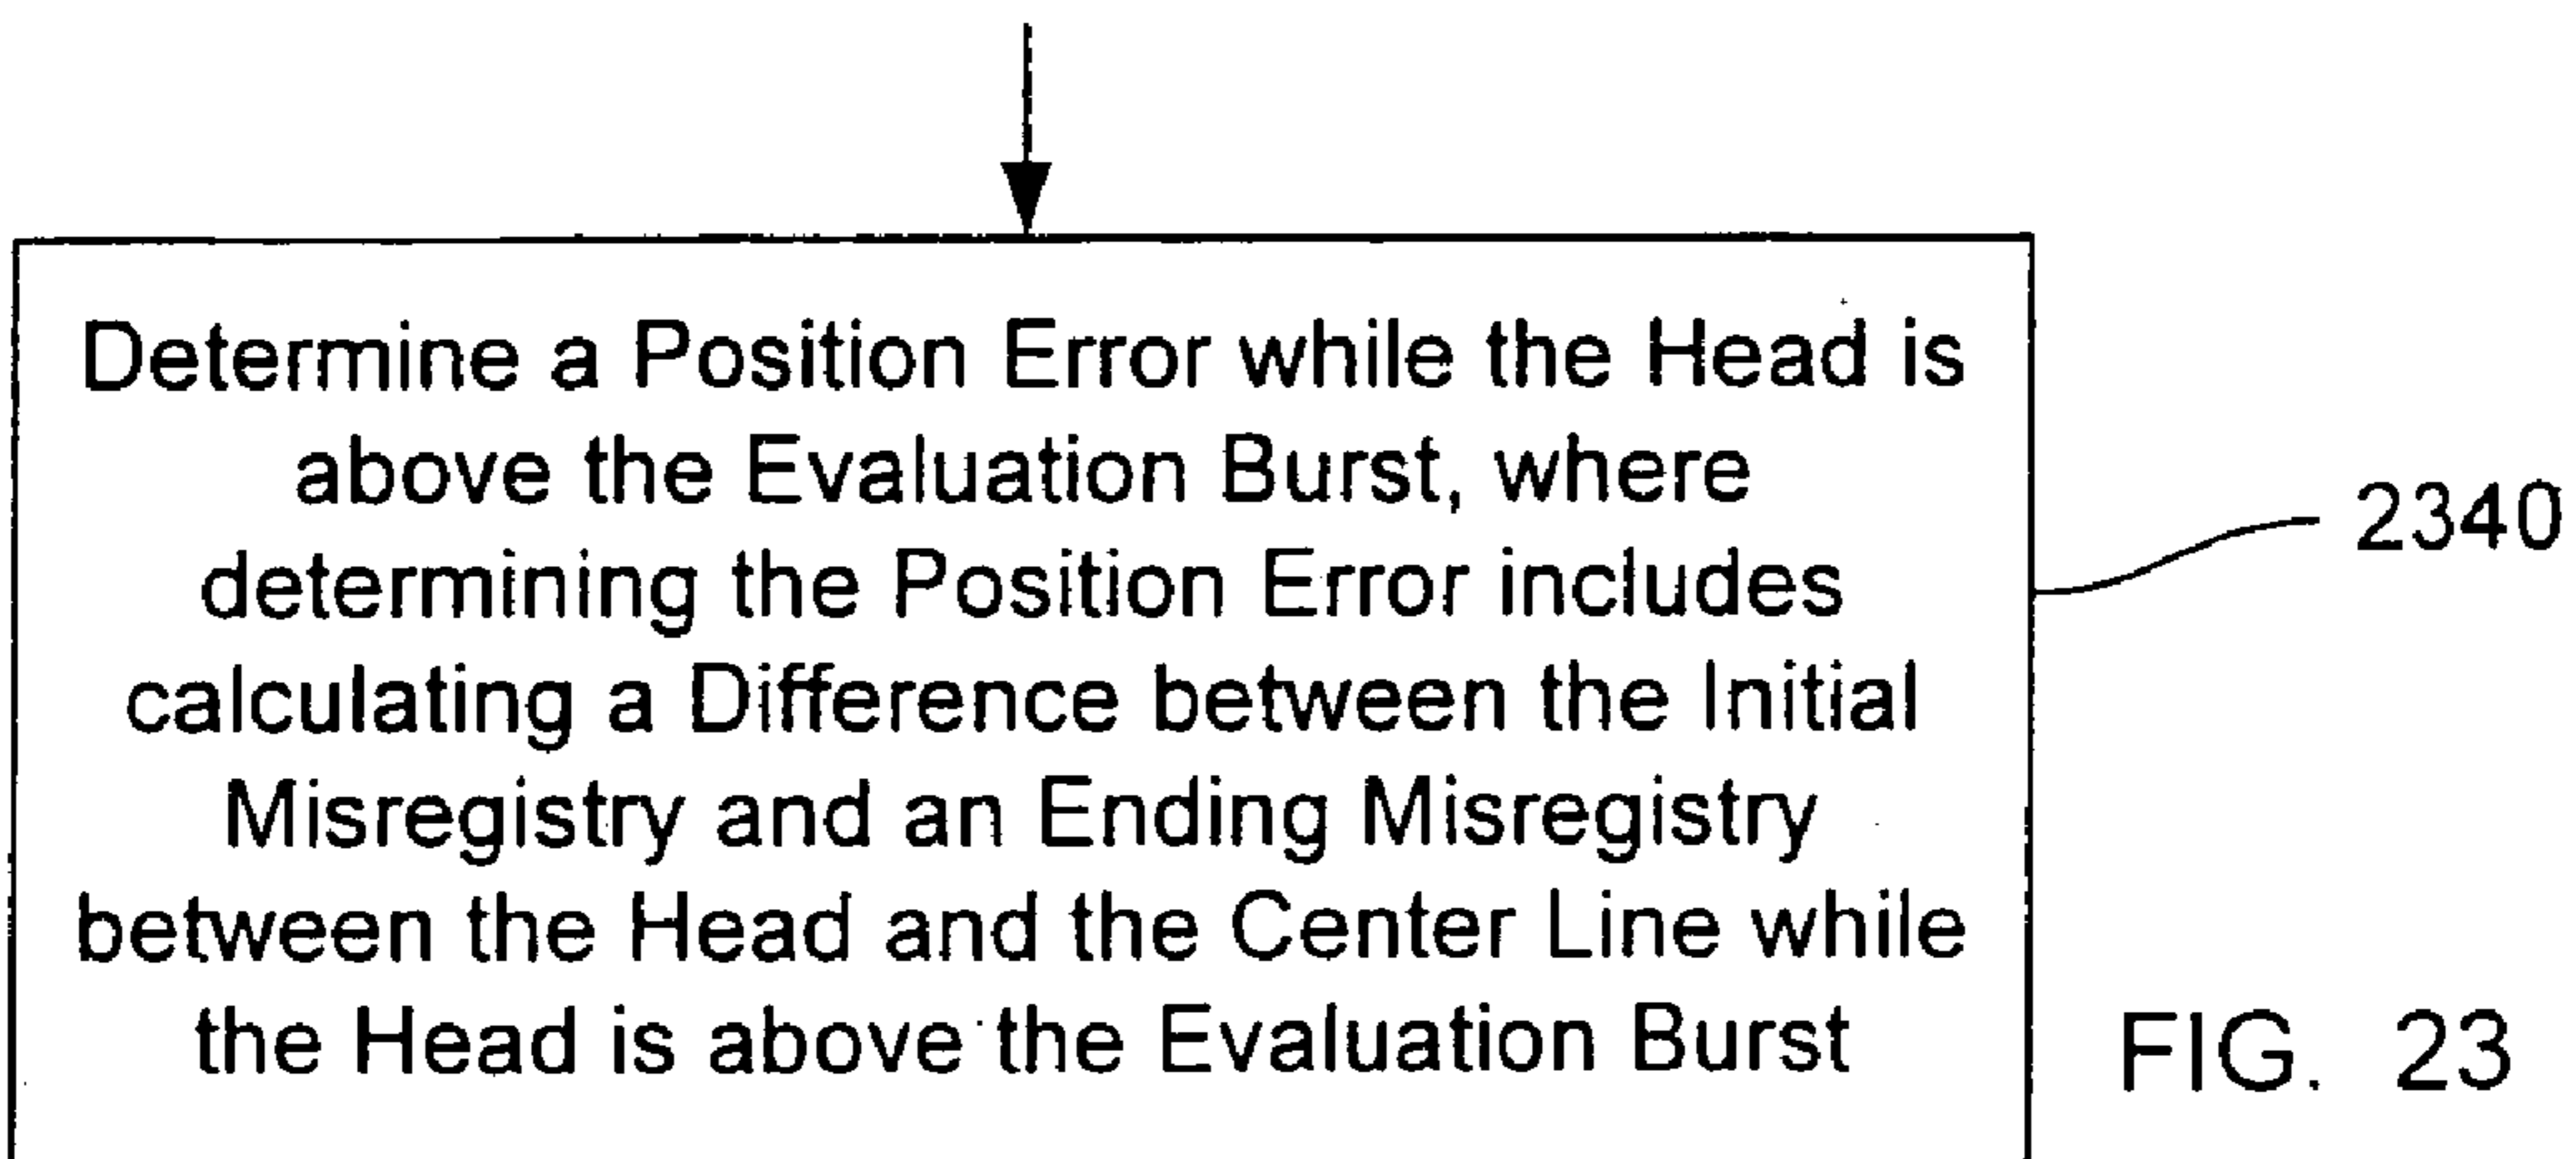 Determine a Position Error while the Head is
above the Evaluation Burst, where
determining the Position Error includes
calculating a Difference between the Initial
Misregistry and an Ending Misregistry
between the Head and the Center Line while
the Head is above the Evaluation Burst
2340
FIG. 23